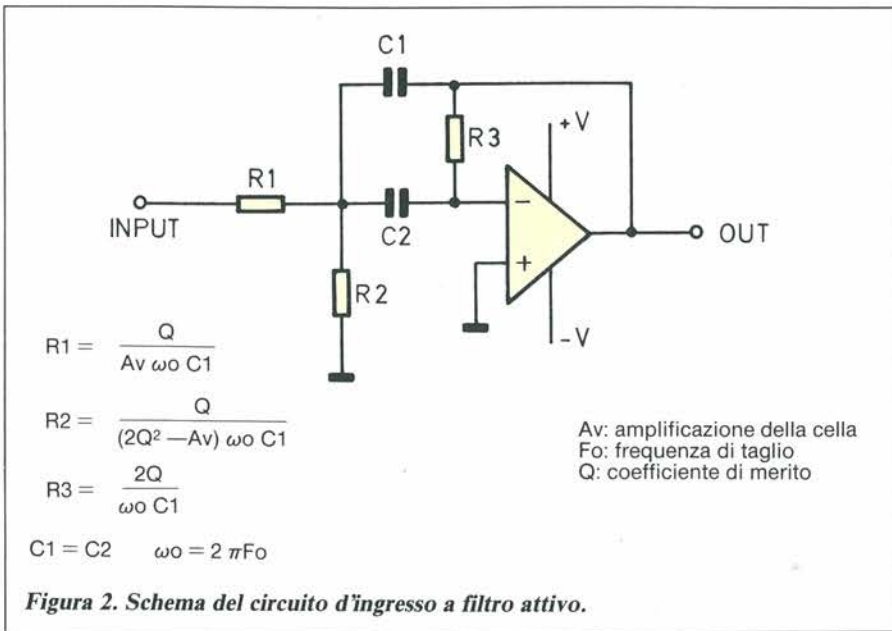 C1
+V
R3
R1
INPUT
C2
−
+
OUT
R2
−V
R1 = Q / Av ωo C1
R2 = Q / (2Q² —Av) ωo C1
R3 = 2Q / ωo C1
C1 = C2 ωo = 2 πFo
Av: amplificazione della cella
Fo: frequenza di taglio
Q: coefficiente di merito
Figura 2. Schema del circuito d'ingresso a filtro attivo.